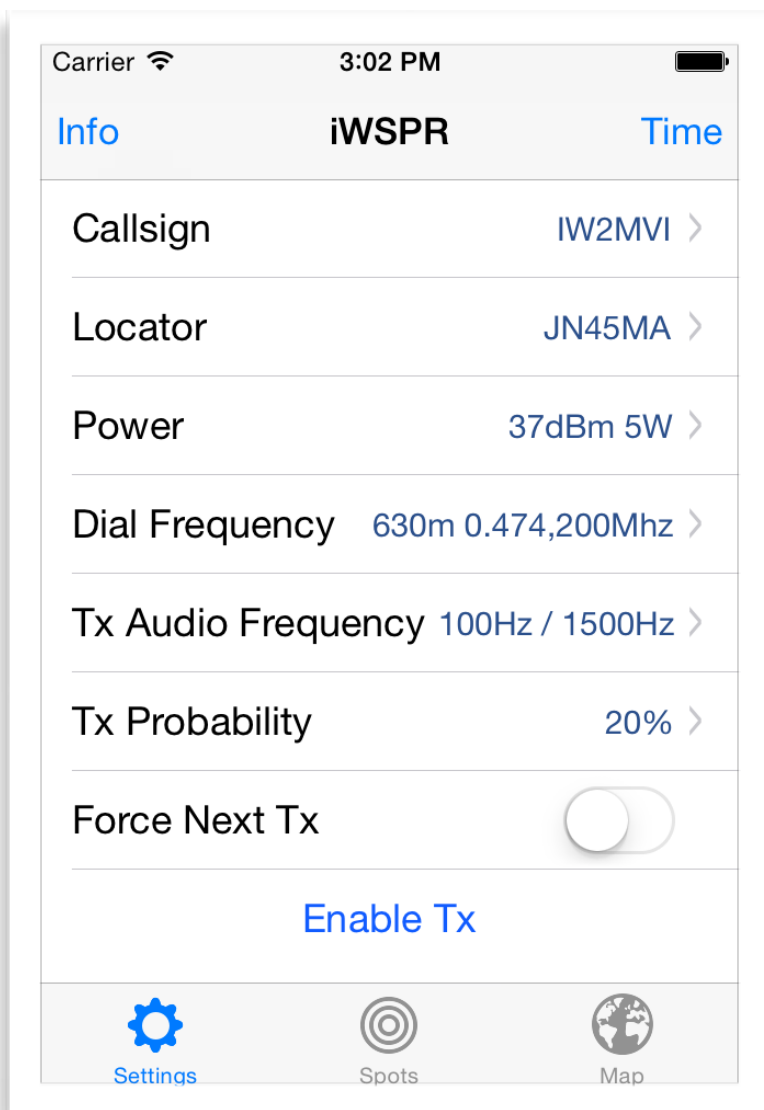 Carrier 3:02 PM
Info iWSPR Time
Callsign IW2MVI
Locator JN45MA
Power 37dBm 5W
Dial Frequency 630m 0.474,200Mhz
Tx Audio Frequency 100Hz / 1500Hz
Tx Probability 20%
Force Next Tx
Enable Tx
Settings Spots Map